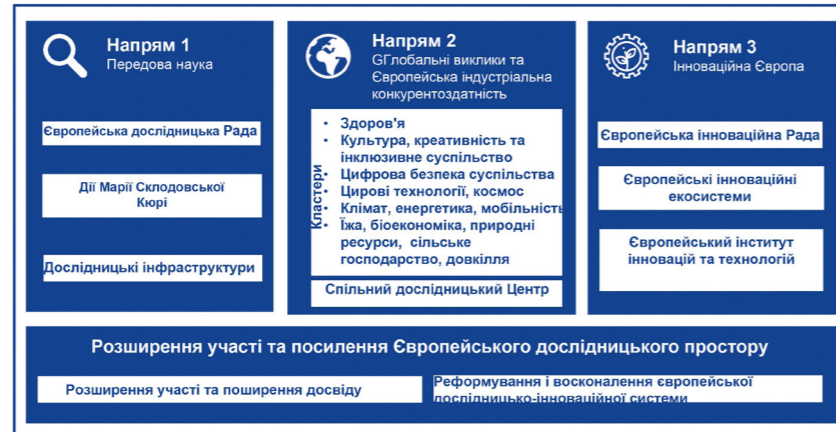 Напрям 1
Передова наука
Європейська дослідницька Рада
Дії Марії Склодовської
Кюрі
Дослідницькі інфраструктури
Напрям 2
GГлобальні виклики та
Європейська індустріальна
конкурентоздатність
Кластери
• Здоров'я
• Культура, креативність та
інклюзивне суспільство
• Цифрова безпека суспільства
• Цирові технології, космос
• Клімат, енергетика, мобільність
• Їжа, біоекономіка, природні
ресурси, сільське
господарство, довкілля
Спільний дослідницький Центр
Напрям 3
Інноваційна Європа
Європейська інноваційна Рада
Європейські інноваційні
екосистеми
Європейський інститут
інновацій та технологій
Розширення участі та посилення Європейського дослідницького простору
Розширення участі та поширення досвіду
Реформування і восконалення європейської
дослідницько-інноваційної системи